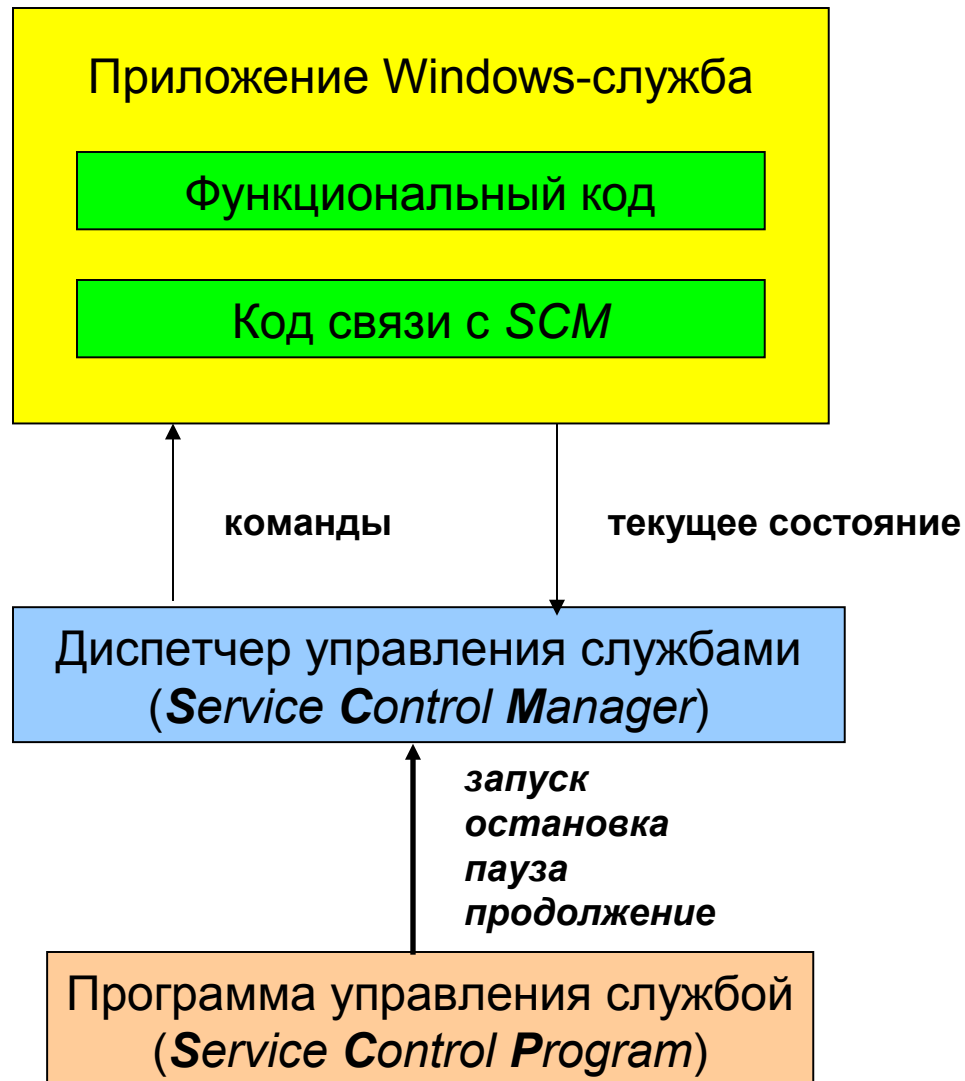 Приложение Windows-служба
Функциональный код
Код связи с SCM
команды
текущее состояние
Диспетчер управления службами
(Service Control Manager)
запуск
остановка
пауза
продолжение
Программа управления службой
(Service Control Program)